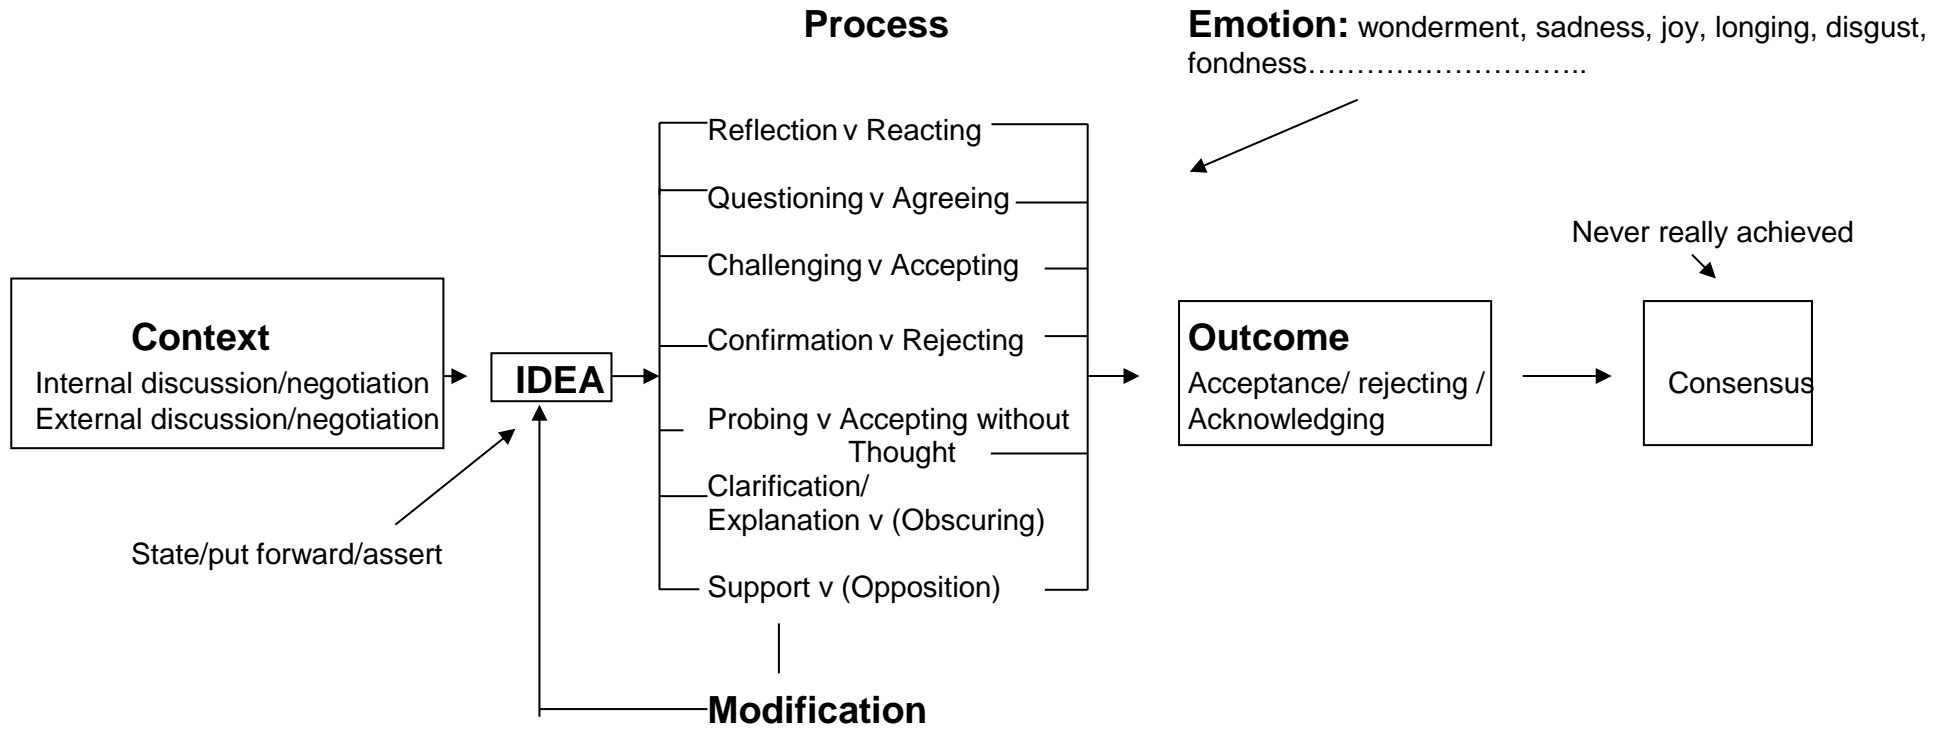 Process
Emotion: wonderment, sadness, joy, longing, disgust,
fondness………………………..
Reflection v Reacting
Questioning v Agreeing
Challenging v Accepting
Confirmation v Rejecting
Probing v Accepting without
Thought
Clarification/
Explanation v (Obscuring)
Support v (Opposition)
Never really achieved
Context
Internal discussion/negotiation
External discussion/negotiation
IDEA
Outcome
Acceptance/ rejecting /
Acknowledging
Consensus
State/put forward/assert
Modification